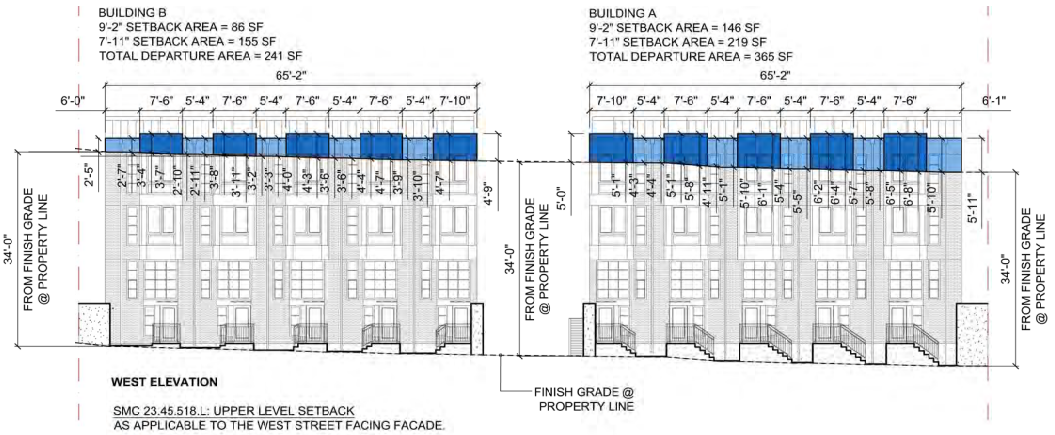 BUILDING B
9'-2" SETBACK AREA = 86 SF
7'-11" SETBACK AREA = 155 SF
TOTAL DEPARTURE AREA = 241 SF
65'-2"
6'-0" 7'-6" 5'-4" 7'-6" 5'-4" 7'-6" 5'-4" 7'-6" 5'-4" 7'-10"
2'-5" 2'-7" 3'-4" 3'-7" 2'-10" 2'-11" 3'-8" 3'-11" 3'-2" 3'-3" 4'-0" 4'-3" 3'-6" 3'-6" 4'-4" 4'-7" 3'-9" 3'-10" 4'-7" 4'-9"
34'-0"
FROM FINISH GRADE
@ PROPERTY LINE
BUILDING A
9'-2" SETBACK AREA = 146 SF
7'-11" SETBACK AREA = 219 SF
TOTAL DEPARTURE AREA = 365 SF
65'-2"
7'-10" 5'-4" 7'-6" 5'-4" 7'-6" 5'-4" 7'-6" 5'-4" 7'-6" 6'-1"
5'-0" 5'-1" 4'-3" 4'-4" 5'-1" 5'-8" 4'-11" 5'-1" 5'-10" 6'-1" 5'-4" 5'-5" 6'-2" 6'-4" 5'-7" 5'-8" 6'-5" 6'-8" 5'-10" 5'-11"
34'-0"
FROM FINISH GRADE
@ PROPERTY LINE
34'-0"
FROM FINISH GRADE
@ PROPERTY LINE
WEST ELEVATION
FINISH GRADE @
PROPERTY LINE
SMC 23.45.518.L: UPPER LEVEL SETBACK
AS APPLICABLE TO THE WEST STREET FACING FACADE.